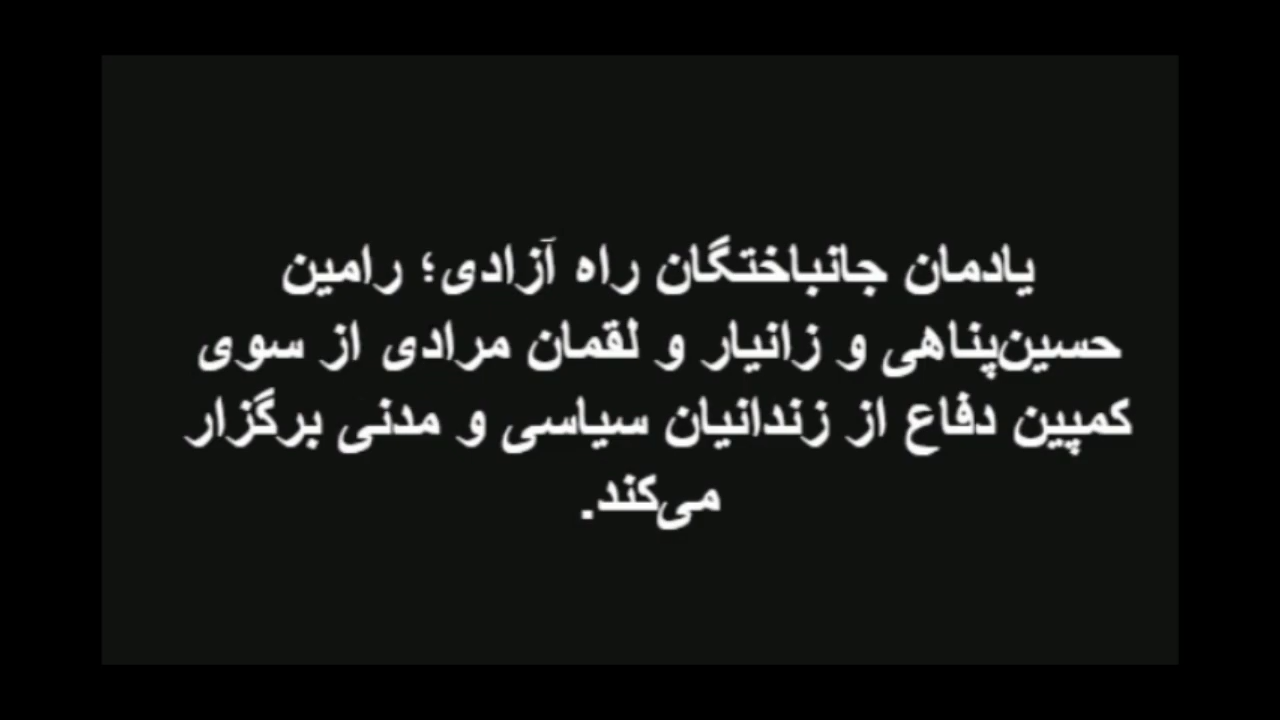 یادمان جانباختگان راه آزادی؛ رامین
حسین‌پناهی و زانیار و لقمان مرادی از سوی
کمپین دفاع از زندانیان سیاسی و مدنی برگزار
می‌کند.